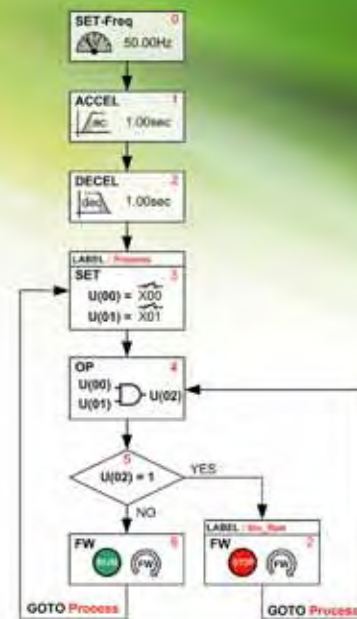 SET-Freq 0
50.00Hz
ACCEL 1
ac 1.00sec
DECEL 2
dec 1.00sec
LABEL : Process
SET 3
U(00) = X00
U(01) = X01
OP 4
U(00)
U(01) U(02)
5
U(02) = 1
YES
NO
FW 6
RUN FW
LABEL :
FW
STOP FW
GOTO Process
GOTO Process